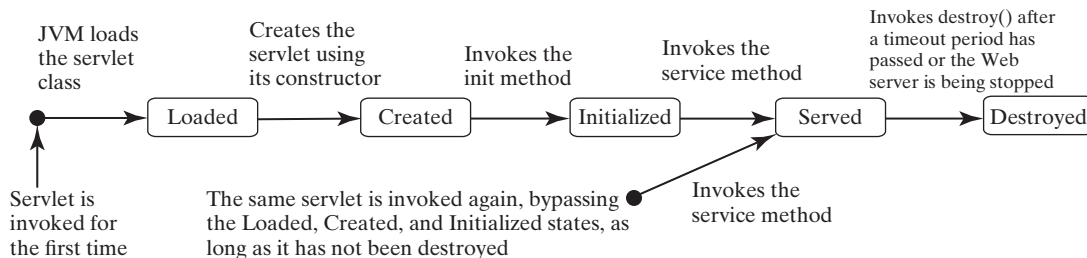 JVM loads
the servlet
class
Creates the
servlet using
its constructor
Invokes the
init method
Invokes the
service method
Invokes destroy() after
a timeout period has
passed or the Web
server is being stopped
Loaded
Created
Initialized
Served
Destroyed
Servlet is
invoked for
the first time
The same servlet is invoked again, bypassing
the Loaded, Created, and Initialized states, as
long as it has not been destroyed
Invokes the
service method